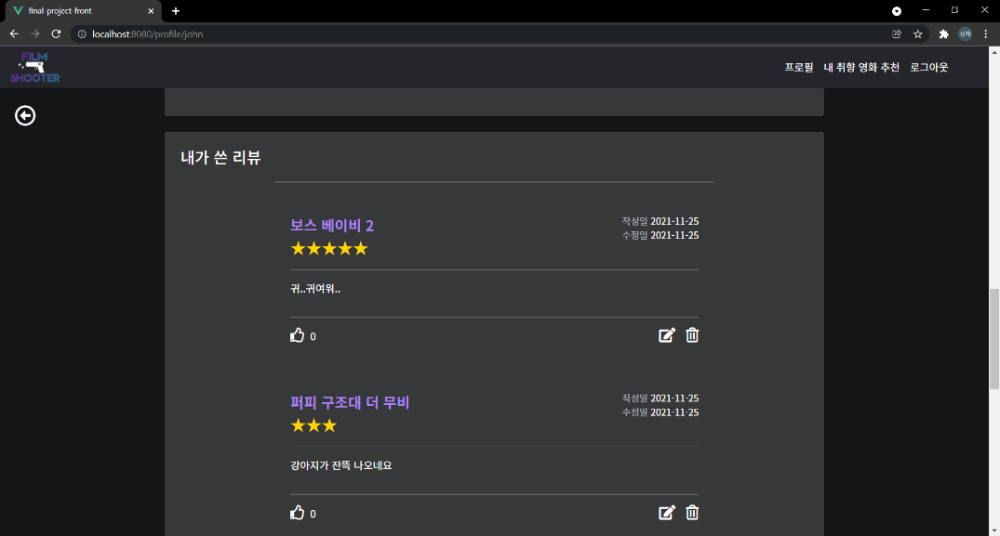 final-project-front
localhost:8080/profile/john
신지
FILM
SHOOTER
프로필 내 취향 영화 추천 로그아웃
내가 쓴 리뷰
보스 베이비 2
작성일 2021-11-25
수정일 2021-11-25
★★★★★
귀..귀여워..
0
퍼피 구조대 더 무비
작성일 2021-11-25
수정일 2021-11-25
★★★
강아지가 잔뜩 나오네요
0